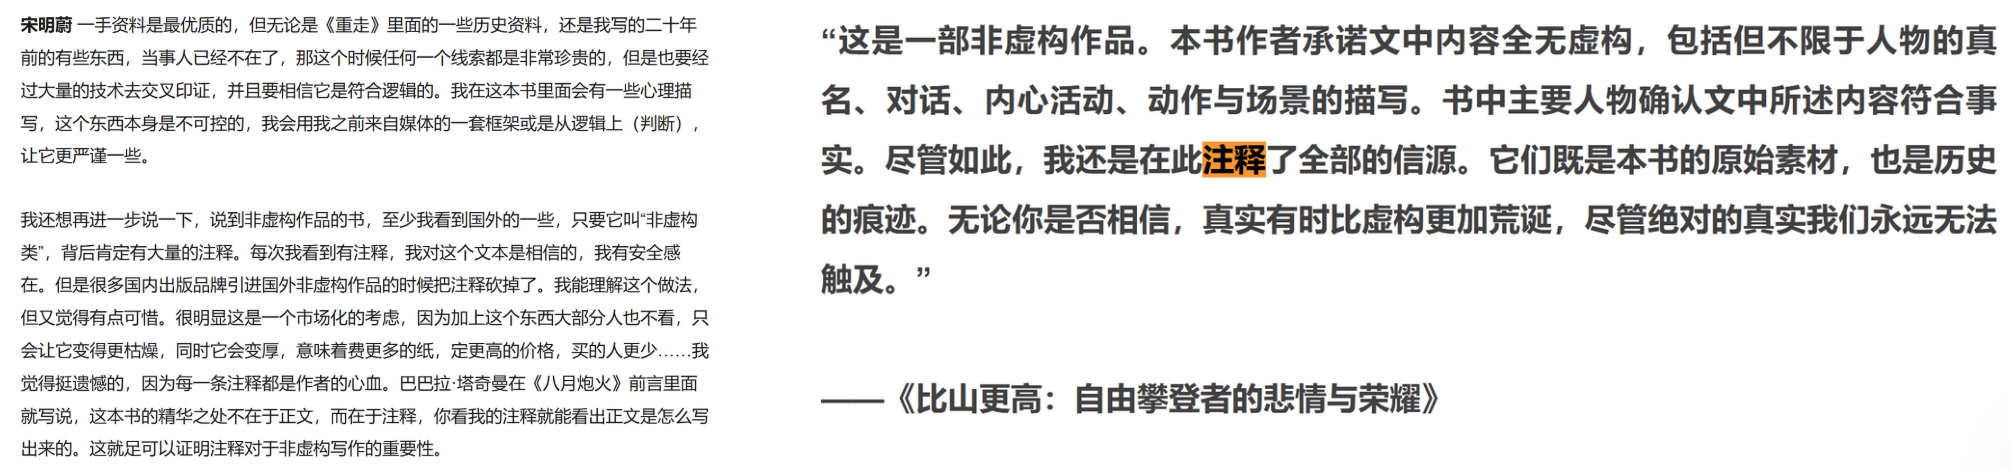 宋明蔚 一手资料是最优质的，但无论是《重走》里面的一些历史资料，还是我写的二十年
前的有些东西，当事人已经不在了，那这个时候任何一个线索都是非常珍贵的，但是也要经
过大量的技术去交叉印证，并且要相信它是符合逻辑的。我在这本书里面会有一些心理描
写，这个东西本身是不可控的，我会用我之前来自媒体的一套框架或是从逻辑上（判断），
让它更严谨一些。
我还想再进一步说一下，说到非虚构作品的书，至少我看到国外的一些，只要它叫“非虚构
类”，背后肯定有大量的注释。每次我看到有注释，我对这个文本是相信的，我有安全感
在。但是很多国内出版品牌引进国外非虚构作品的时候把注释砍掉了。我能理解这个做法，
但又觉得有点可惜。很明显这是一个市场化的考虑，因为加上这个东西大部分人也不看，只
会让它变得更枯燥，同时它会变厚，意味着费更多的纸，定更高的价格，买的人更少……我
觉得挺遗憾的，因为每一条注释都是作者的心血。巴巴拉·塔奇曼在《八月炮火》前言里面
就写说，这本书的精华之处不在于正文，而在于注释，你看我的注释就能看出正文是怎么写
出来的。这就足可以证明注释对于非虚构写作的重要性。
“这是一部非虚构作品。本书作者承诺文中内容全无虚构，包括但不限于人物的真
名、对话、内心活动、动作与场景的描写。书中主要人物确认文中所述内容符合事
实。尽管如此，我还是在此注释了全部的信源。它们既是本书的原始素材，也是历史
的痕迹。无论你是否相信，真实有时比虚构更加荒诞，尽管绝对的真实我们永远无法
触及。”
——《比山更高：自由攀登者的悲情与荣耀》